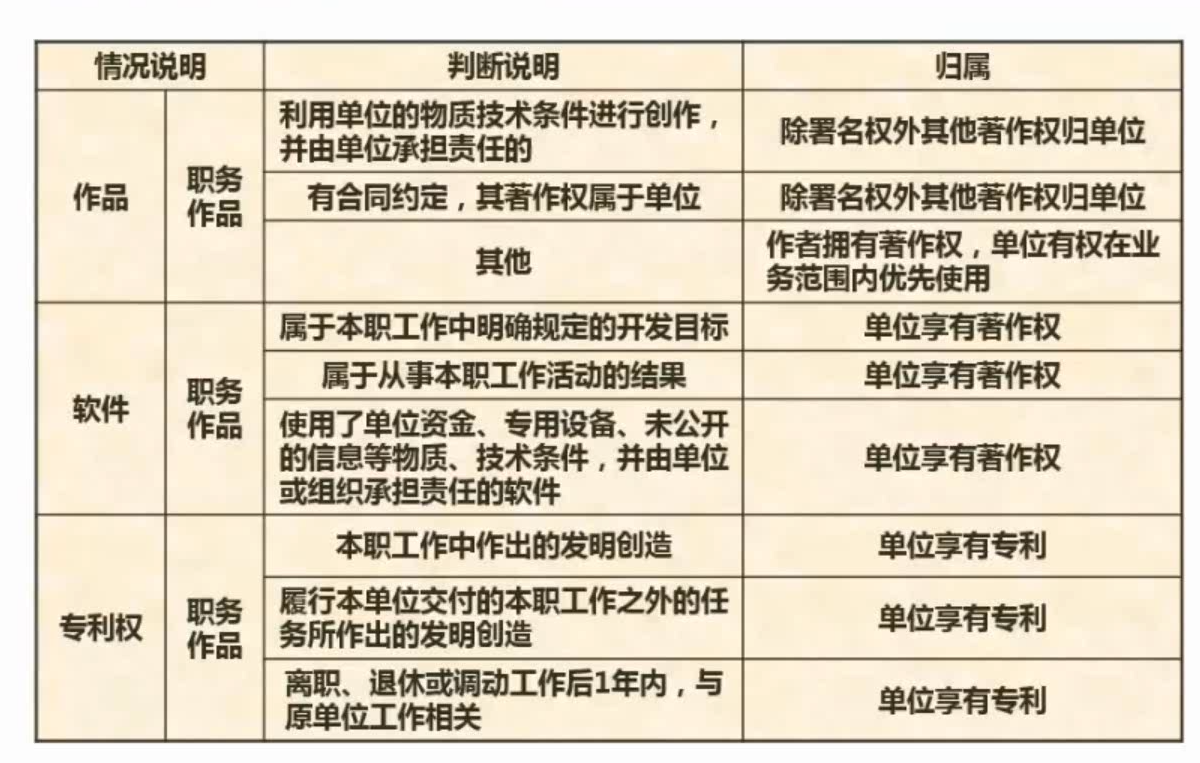 情况说明 判断说明 归属
作品
职务
作品
利用单位的物质技术条件进行创作，
并由单位承担责任的
除署名权外其他著作权归单位
有合同约定，其著作权属于单位
除署名权外其他著作权归单位
其他
作者拥有著作权，单位有权在业
务范围内优先使用
软件
职务
作品
属于本职工作中明确规定的开发目标
单位享有著作权
属于从事本职工作活动的结果
单位享有著作权
使用了单位资金、专用设备、未公开
的信息等物质、技术条件，并由单位
或组织承担责任的软件
单位享有著作权
专利权
职务
作品
本职工作中作出的发明创造
单位享有专利
履行本单位交付的本职工作之外的任
务所作出的发明创造
单位享有专利
离职、退休或调动工作后1年内，与
原单位工作相关
单位享有专利